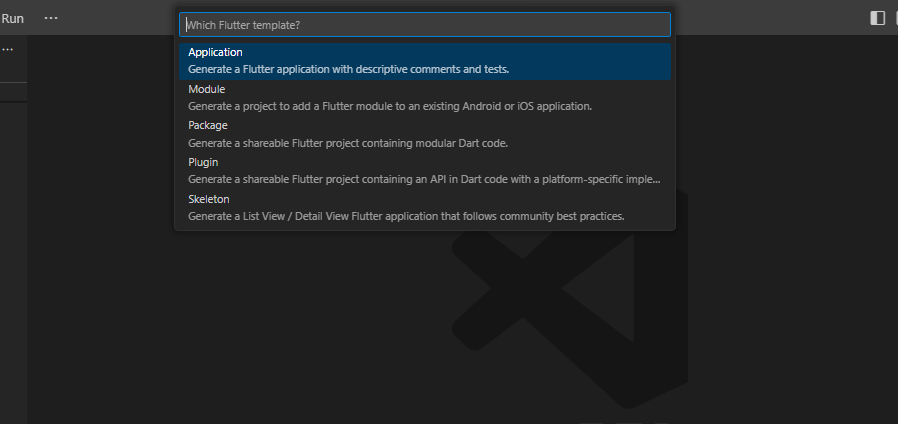 Run ···
Which Flutter template?
···
Application
Generate a Flutter application with descriptive comments and tests.
Module
Generate a project to add a Flutter module to an existing Android or iOS application.
Package
Generate a shareable Flutter project containing modular Dart code.
Plugin
Generate a shareable Flutter project containing an API in Dart code with a platform-specific imple...
Skeleton
Generate a List View / Detail View Flutter application that follows community best practices.